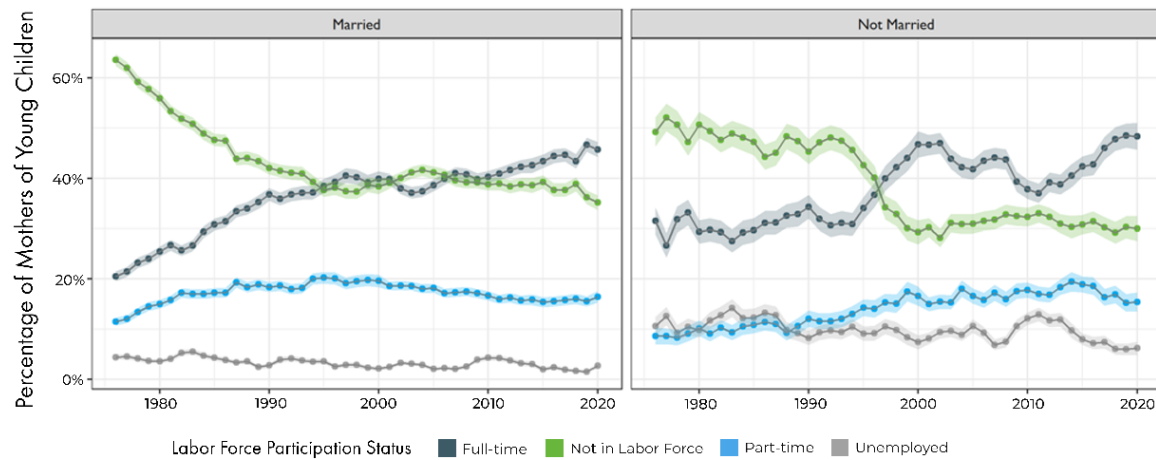 Married
Not Married
Percentage of Mothers of Young Children
60%
40%
20%
0%
1980 1990 2000 2010 2020
1980 1990 2000 2010 2020
Labor Force Participation Status Full-time Not in Labor Force Part-time Unemployed